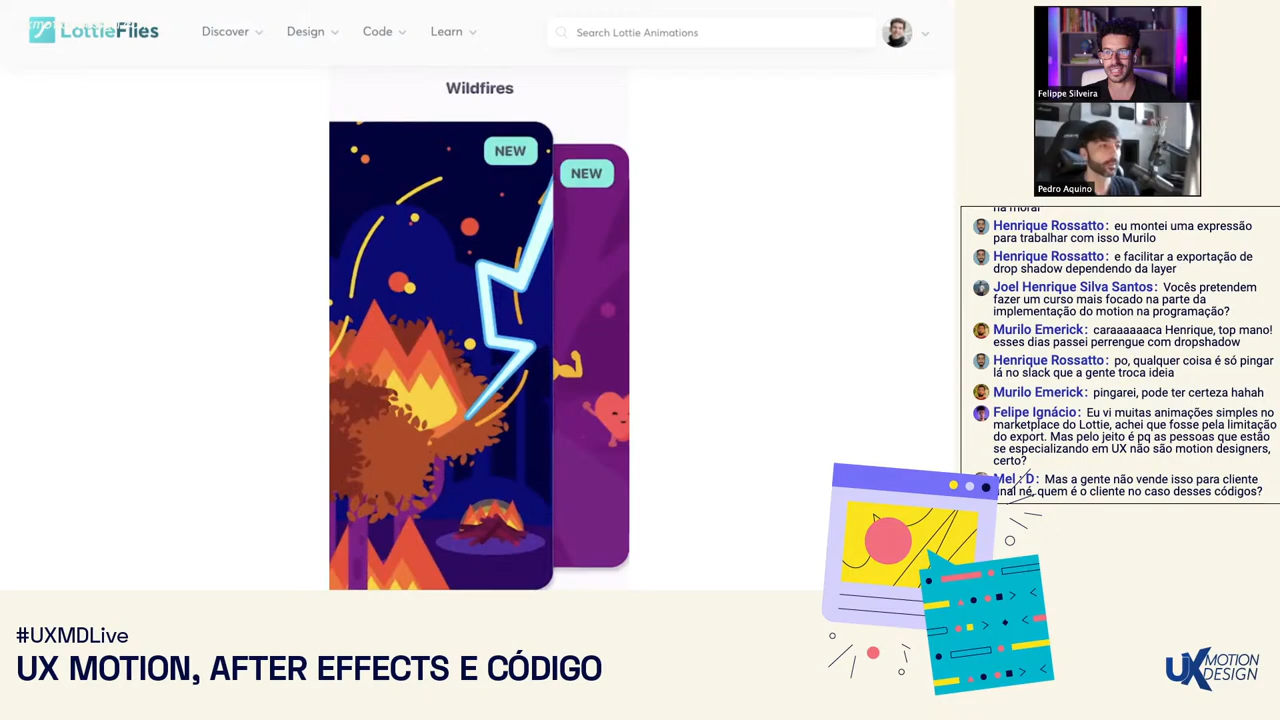 LottieFiles
Discover
Design
Code
Learn
Search Lottie Animations
Wildfires
NEW
NEW
Felippe Silveira
Pedro Aquino
na moral
Henrique Rossatto: eu montei uma expressão
para trabalhar com isso Murilo
Henrique Rossatto: e facilitar a exportação de
drop shadow dependendo da layer
Joel Henrique Silva Santos: Vocês pretendem
fazer um curso mais focado na parte da
implementação do motion na programação?
Murilo Emerick: caraaaaaaca Henrique, top mano!
esses dias passei perrengue com dropshadow
Henrique Rossatto: po, qualquer coisa é só pingar
lá no slack que a gente troca ideia
Murilo Emerick: pingarei, pode ter certeza hahah
Felipe Ignácio: Eu vi muitas animações simples no
marketplace do Lottie, achei que fosse pela limitação
do export. Mas pelo jeito é pq as pessoas que estão
se especializando em UX não são motion designers,
certo?
Mel : D: Mas a gente não vende isso para cliente
final né, quem é o cliente no caso desses códigos?
#UXMDLive
UX MOTION, AFTER EFFECTS E CÓDIGO
UX MOTION
DESIGN